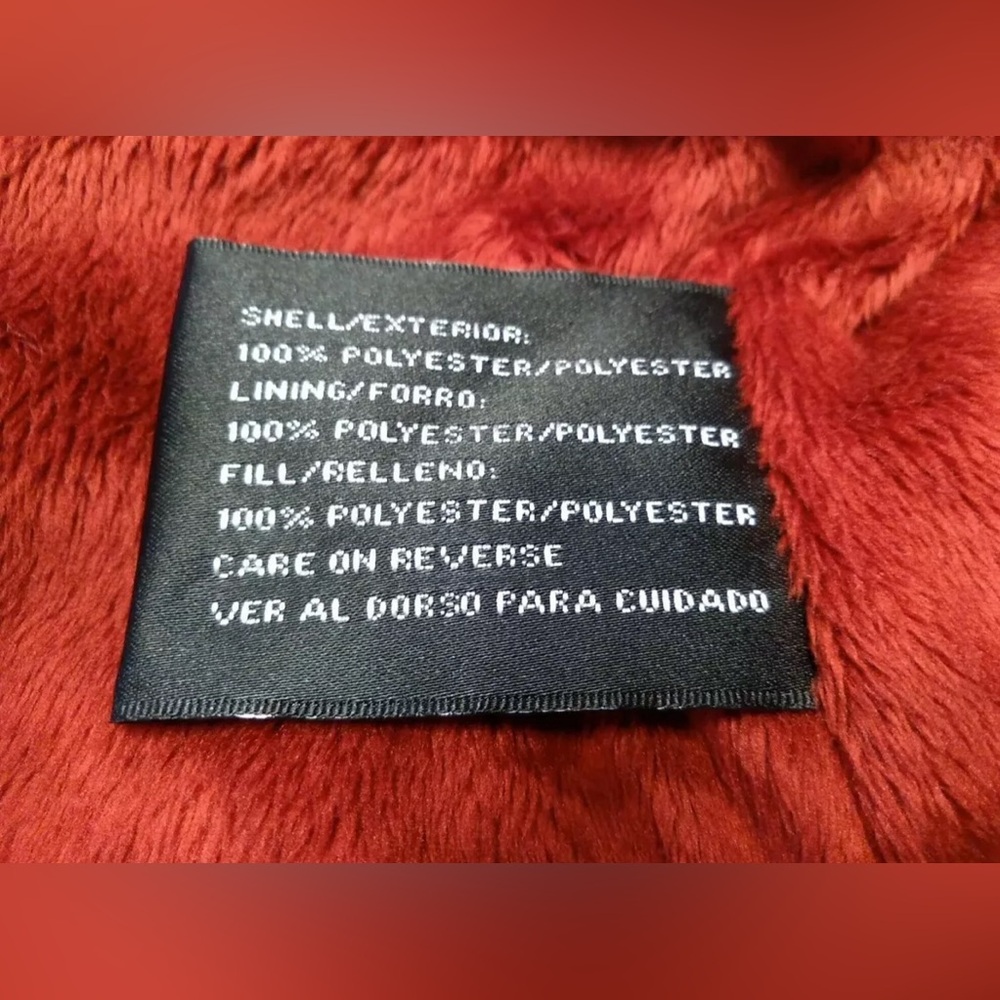 SHELL/EXTERIOR:
100% POLYESTER/POLYESTER
LINING/FORRO:
100% POLYESTER/POLYESTER
FILL/RELLENO:
100% POLYESTER/POLYESTER
CARE ON REVERSE
VER AL DORSO PARA CUIDADO